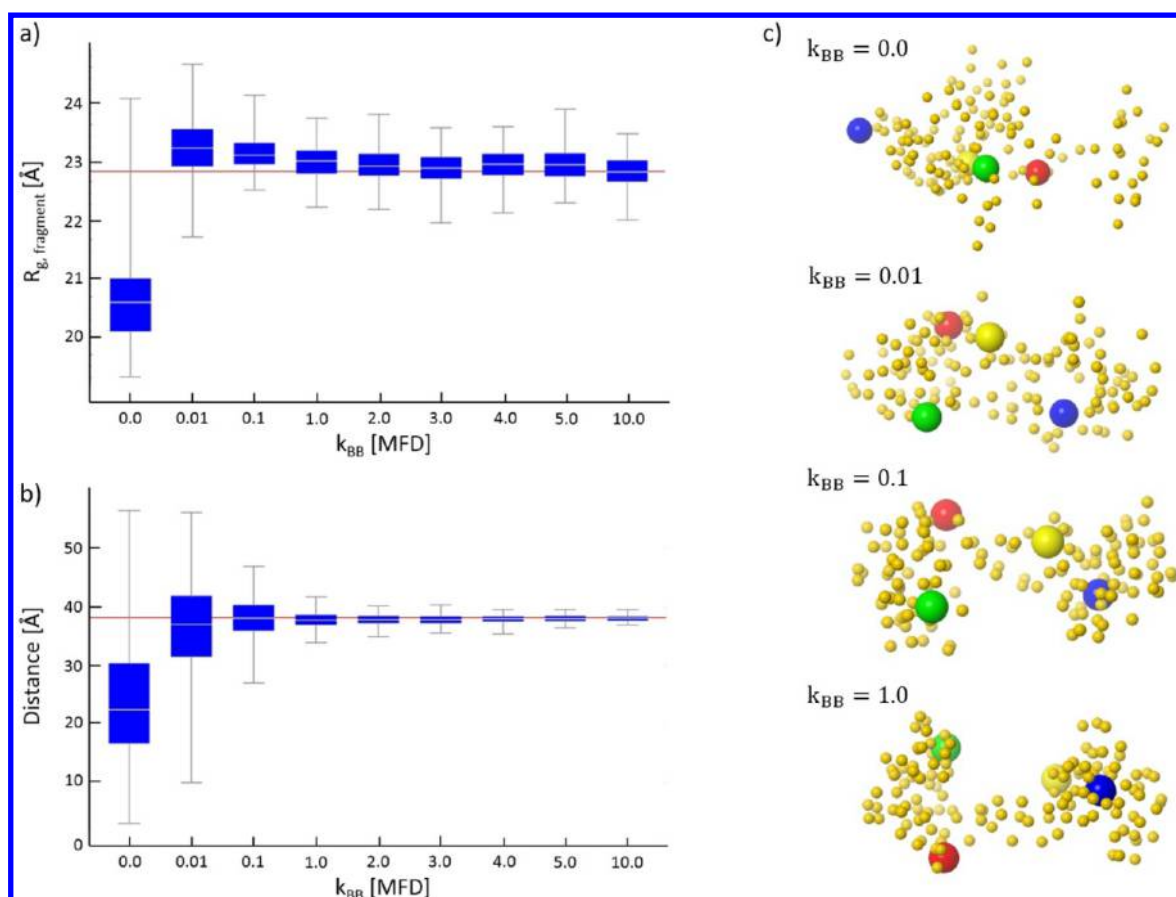 a)
24
23
22
21
20
R_g, fragment [Å]
0.0 0.01 0.1 1.0 2.0 3.0 4.0 5.0 10.0
k_BB [MFD]
b)
50
40
30
20
10
0
Distance [Å]
0.0 0.01 0.1 1.0 2.0 3.0 4.0 5.0 10.0
k_BB [MFD]
c)
k_BB = 0.0
k_BB = 0.01
k_BB = 0.1
k_BB = 1.0